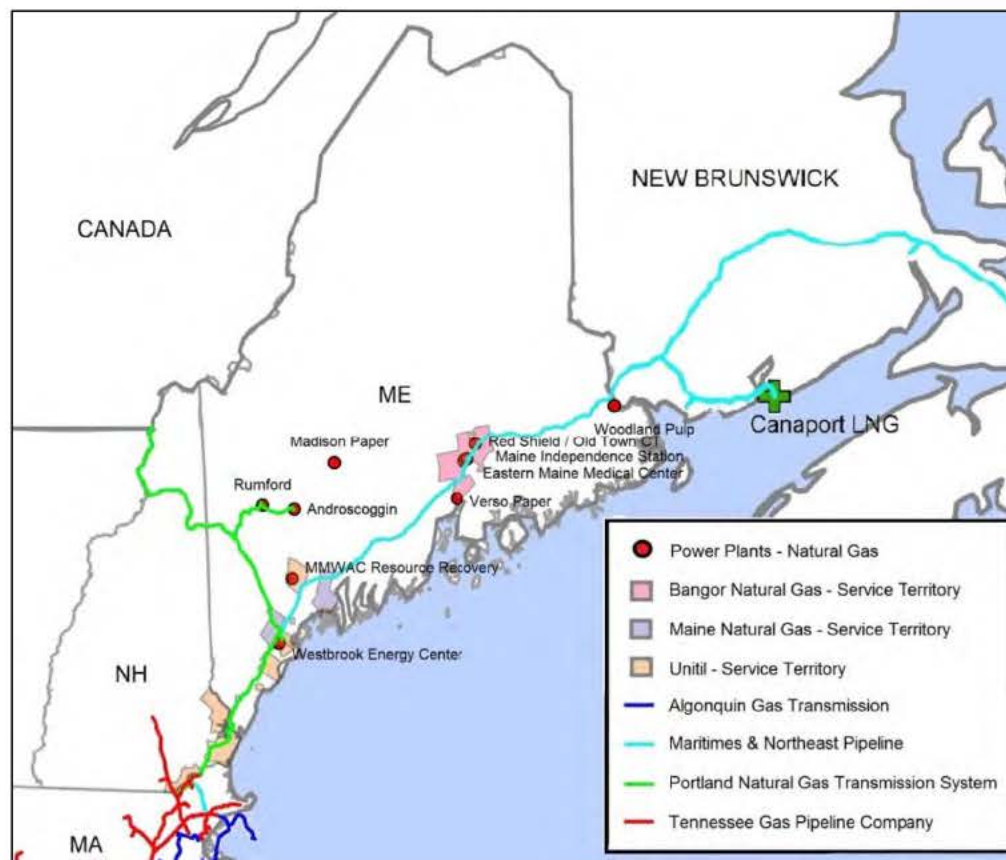 NEW BRUNSWICK
CANADA
ME
Woodland Pulp
Canaport LNG
Madison Paper
Red Shield / Old Town CT
Maine Independence Station
Eastern Maine Medical Center
Rumford
Androscoggin
Verso Paper
MMWAC Resource Recovery
Westbrook Energy Center
NH
MA
Power Plants - Natural Gas
Bangor Natural Gas - Service Territory
Maine Natural Gas - Service Territory
Unitil - Service Territory
Algonquin Gas Transmission
Maritimes & Northeast Pipeline
Portland Natural Gas Transmission System
Tennessee Gas Pipeline Company